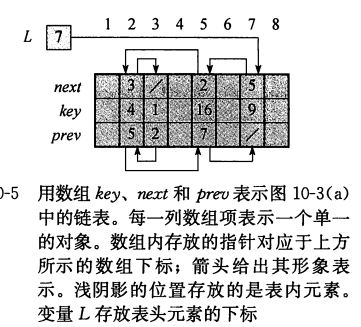 1 2 3 4 5 6 7 8
L 7
next 3 / 2 5
key 4 1 16 9
prev 5 2 7 /
0-5 用数组 key、next 和 prev 表示图 10-3(a)
中的链表。每一列数组项表示一个单一
的对象。数组内存放的指针对应于上方
所示的数组下标；箭头给出其形象表
示。浅阴影的位置存放的是表内元素。
变量 L 存放表头元素的下标